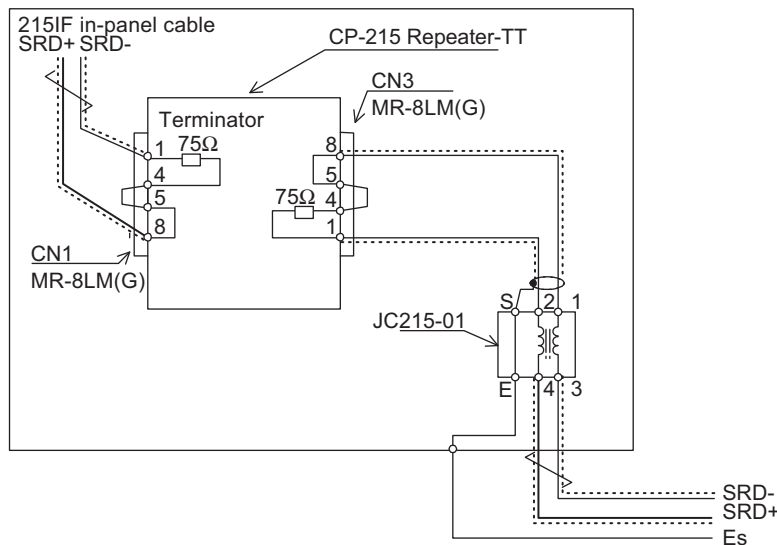 215IF in-panel cable
SRD+ SRD-
CP-215 Repeater-TT
CN3
MR-8LM(G)
Terminator
1
75Ω
4
5
8
8
5
75Ω
4
1
CN1
MR-8LM(G)
S
2
1
JC215-01
E
4
3
SRD-
SRD+
Es